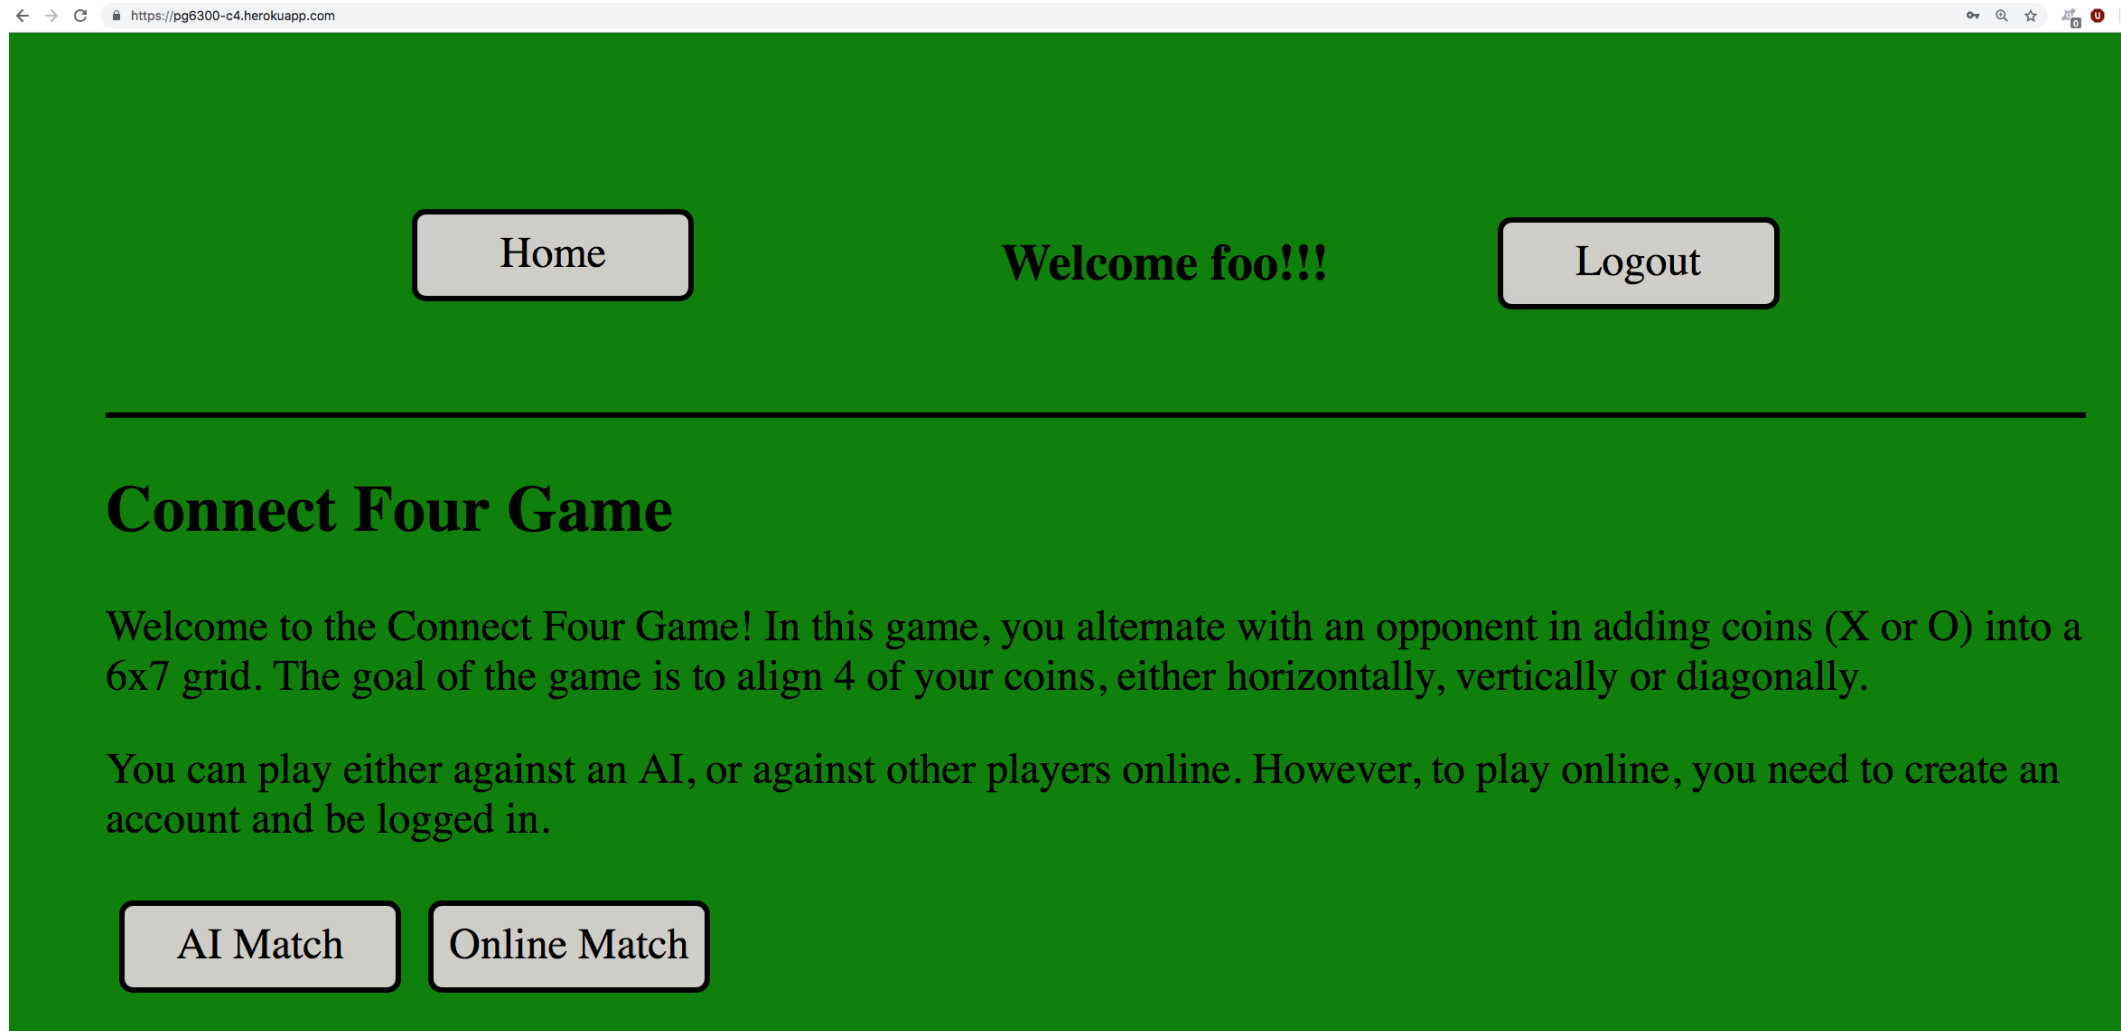 https://pg6300-c4.herokuapp.com
0
Home
Welcome foo!!!
Logout
Connect Four Game
Welcome to the Connect Four Game! In this game, you alternate with an opponent in adding coins (X or O) into a
6x7 grid. The goal of the game is to align 4 of your coins, either horizontally, vertically or diagonally.
You can play either against an AI, or against other players online. However, to play online, you need to create an
account and be logged in.
AI Match
Online Match